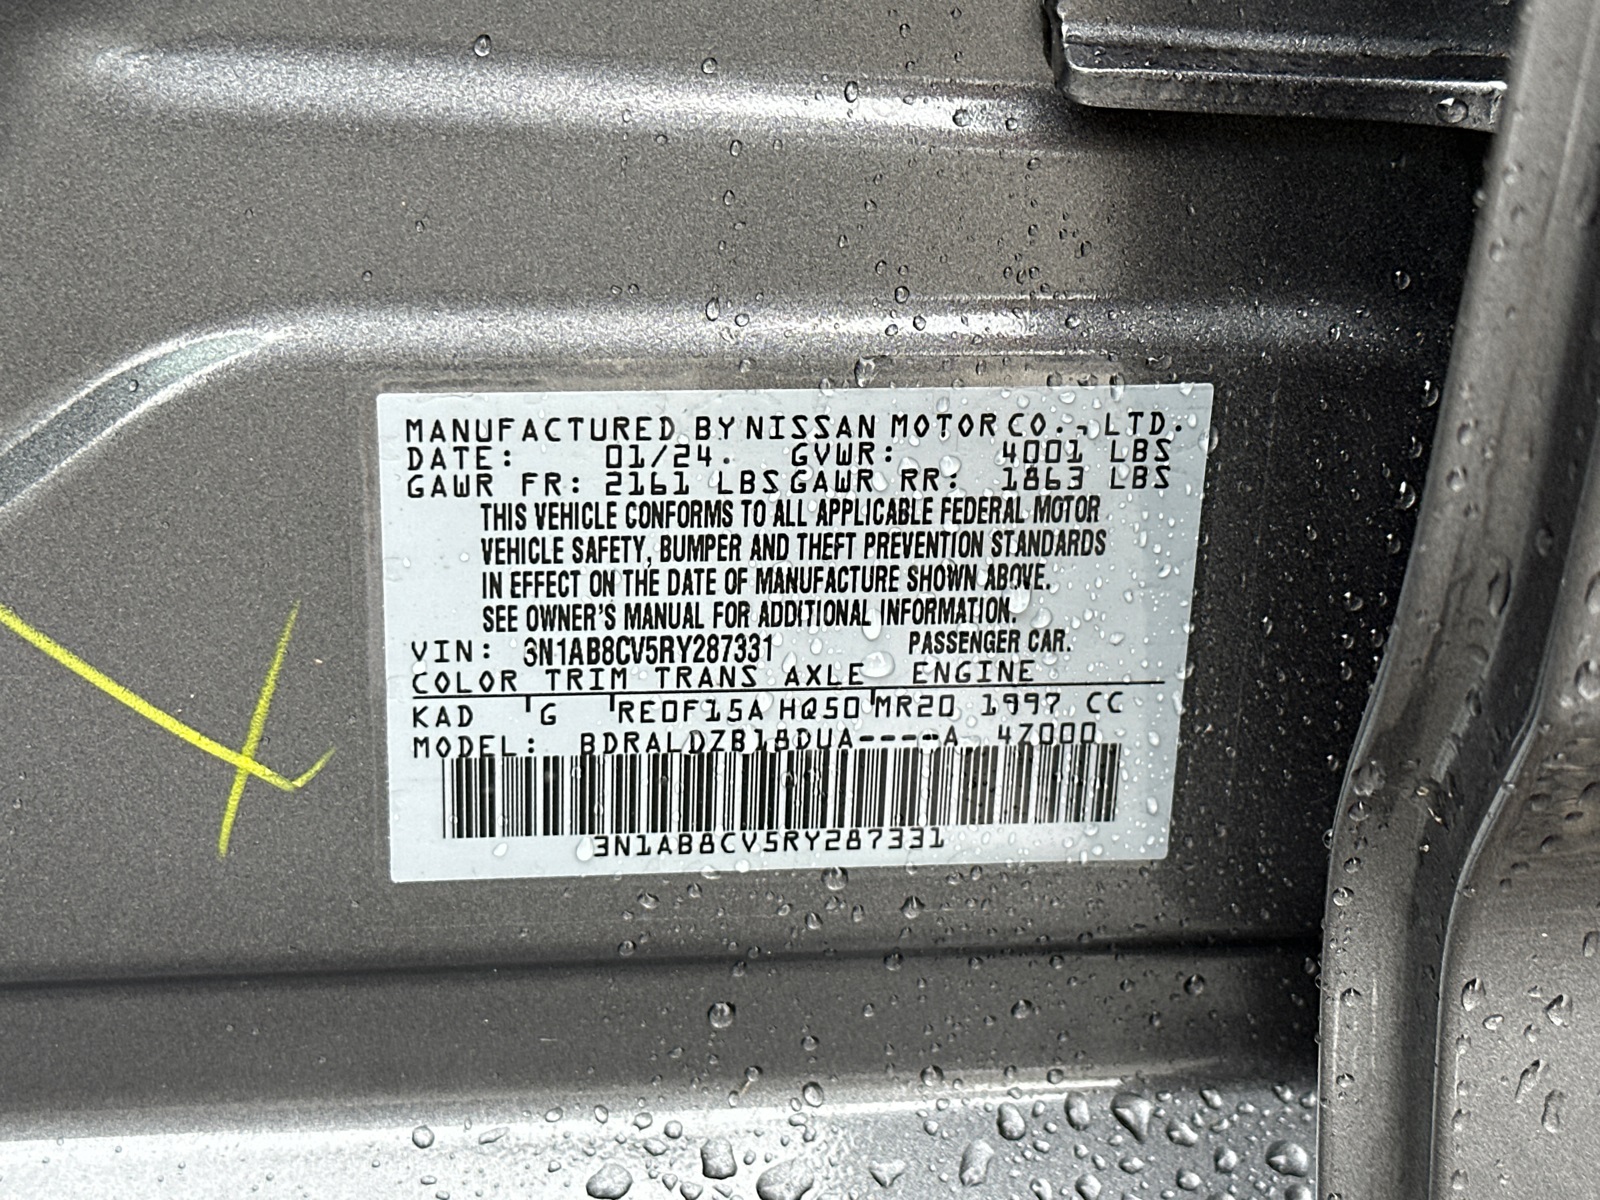 MANUFACTURED BY NISSAN MOTOR CO., LTD.
DATE: 01/24. GVWR: 4001 LBS
GAWR FR: 2161 LBS GAWR RR: 1863 LBS
THIS VEHICLE CONFORMS TO ALL APPLICABLE FEDERAL MOTOR
VEHICLE SAFETY, BUMPER AND THEFT PREVENTION STANDARDS
IN EFFECT ON THE DATE OF MANUFACTURE SHOWN ABOVE.
SEE OWNER'S MANUAL FOR ADDITIONAL INFORMATION.
VIN: 3N1AB8CV5RY287331 PASSENGER CAR.
COLOR TRIM TRANS AXLE ENGINE
KAD G RE0F15A HQ50 MR20 1997 CC
MODEL: BDRALDZB18DUA----A 4Z000
3N1AB8CV5RY287331